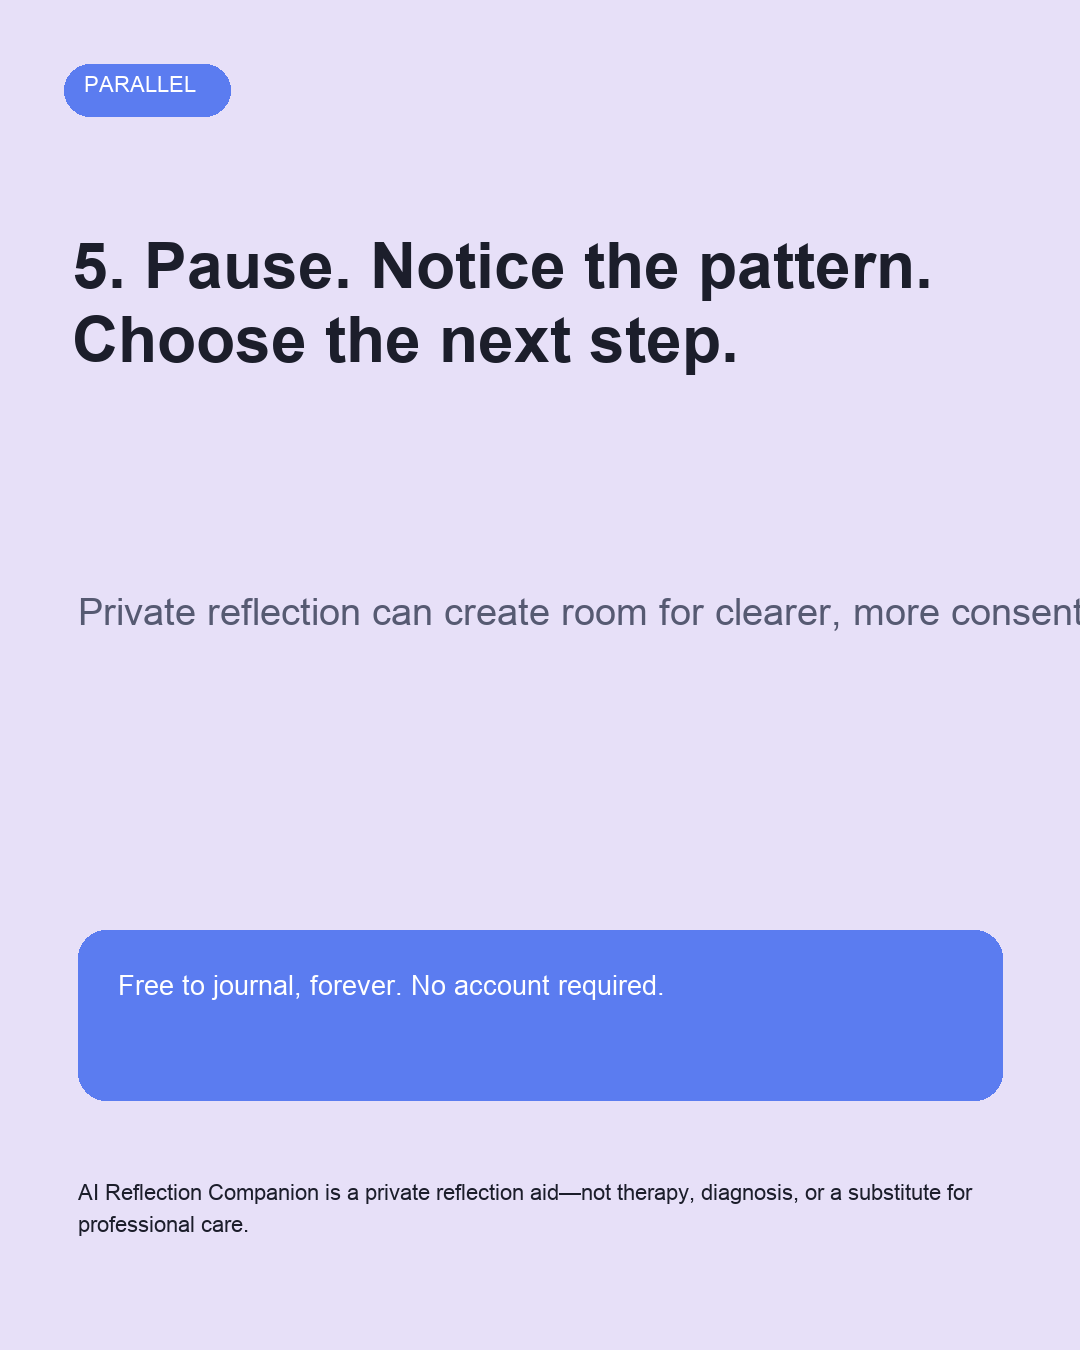 PARALLEL
5. Pause. Notice the pattern.
Choose the next step.
Private reflection can create room for clearer, more consent
Free to journal, forever. No account required.
AI Reflection Companion is a private reflection aid—not therapy, diagnosis, or a substitute for
professional care.